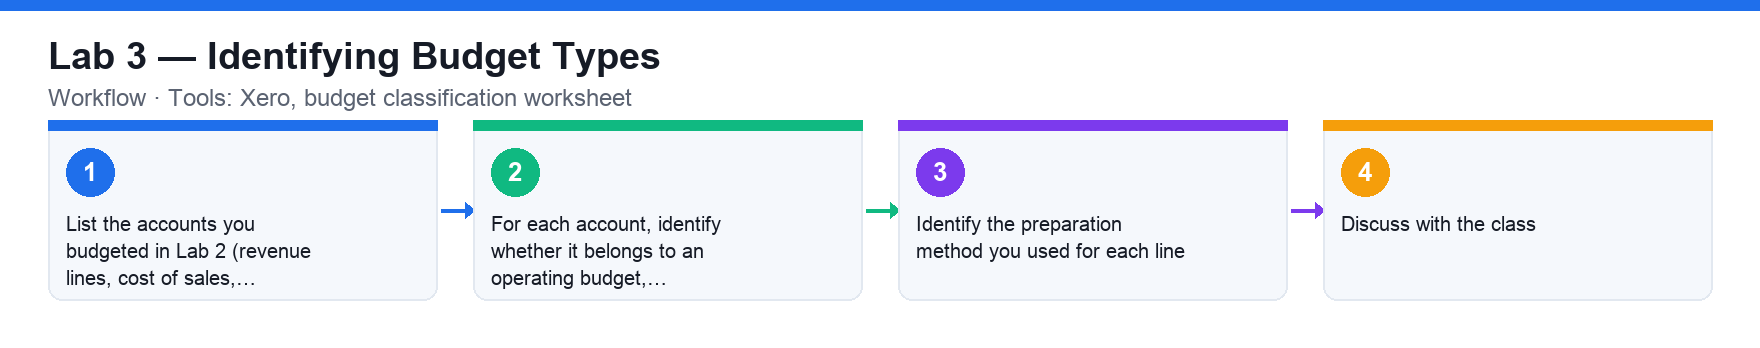 Lab 3 — Identifying Budget Types
Workflow · Tools: Xero, budget classification worksheet
1
List the accounts you
budgeted in Lab 2 (revenue
lines, cost of sales,…
2
For each account, identify
whether it belongs to an
operating budget,…
3
Identify the preparation
method you used for each line
4
Discuss with the class